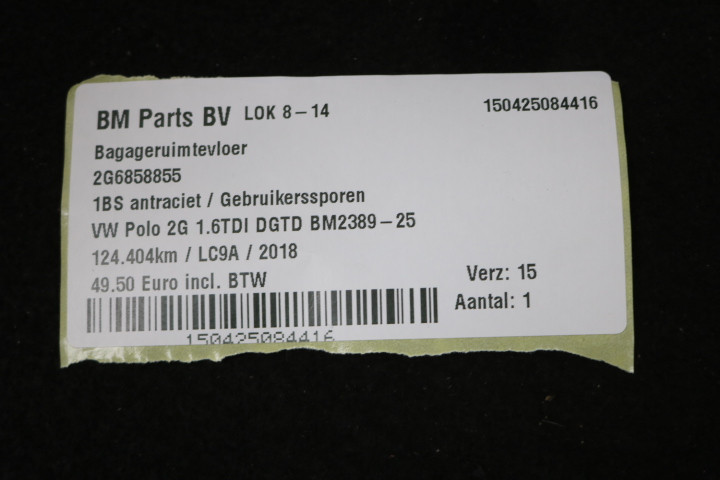 BM Parts BV LOK 8-14 150425084416
Bagageruimtevloer
2G6858855
1BS antraciet / Gebruikerssporen
VW Polo 2G 1.6TDI DGTD BM2389-25
124.404km / LC9A / 2018
49.50 Euro incl. BTW Verz: 15
Aantal: 1
150425084416